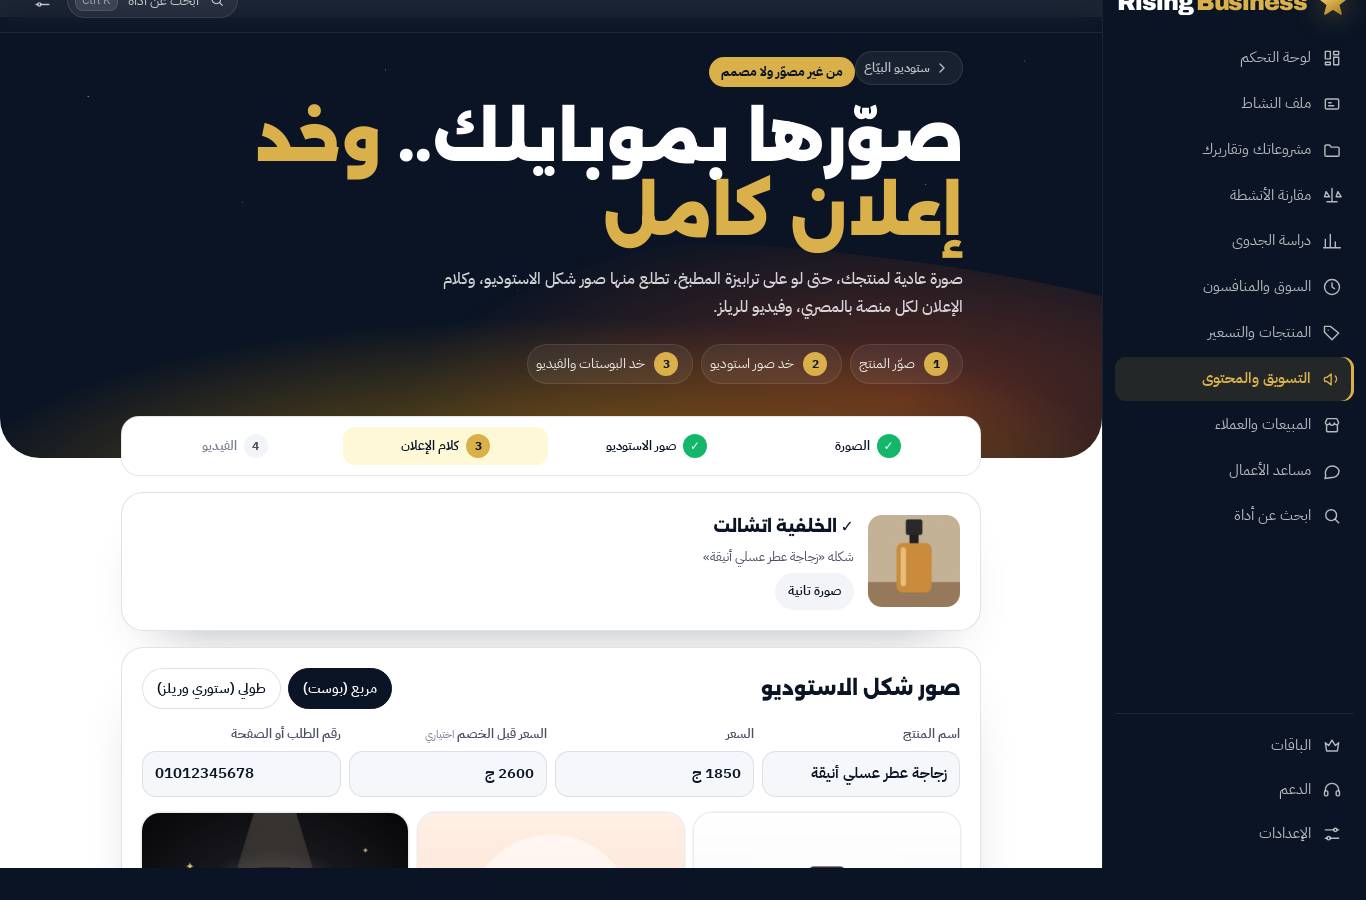 Rising Business
ابحث عن أداة
Ctrl K
لوحة التحكم
ملف النشاط
مشروعاتك وتقاريرك
مقارنة الأنشطة
دراسة الجدوى
السوق والمنافسون
المنتجات والتسعير
التسويق والمحتوى
المبيعات والعملاء
مساعد الأعمال
ابحث عن أداة
الباقات
الدعم
الإعدادات
ستوديو البيّاع
من غير مصوّر ولا مصمم
صوّرها بموبايلك.. وخد
إعلان كامل
صورة عادية لمنتجك، حتى لو على ترابيزة المطبخ، تطلع منها صور شكل الاستوديو، وكلام
الإعلان لكل منصة بالمصري، وفيديو للريلز.
1 صوّر المنتج
2 خد صور استوديو
3 خد البوستات والفيديو
✓ الصورة
✓ صور الاستوديو
3 كلام الإعلان
4 الفيديو
✓ الخلفية اتشالت
شكله «زجاجة عطر عسلي أنيقة»
صورة تانية
صور شكل الاستوديو
مربع (بوست)
طولي (ستوري وريلز)
اسم المنتج
زجاجة عطر عسلي أنيقة
السعر
1850 ج
السعر قبل الخصم اختياري
2600 ج
رقم الطلب أو الصفحة
01012345678